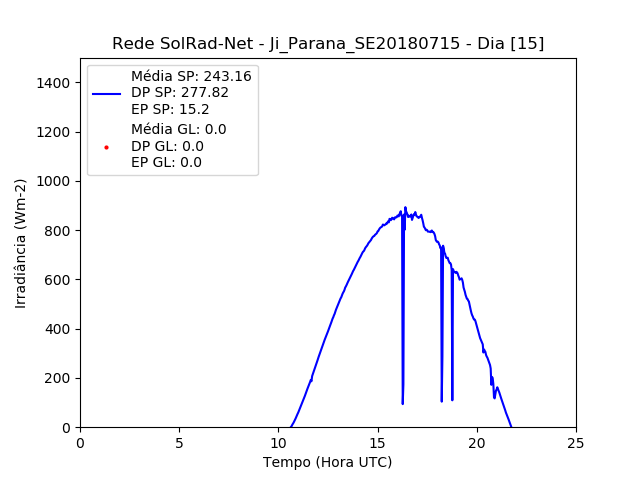 Rede SolRad-Net - Ji_Parana_SE20180715 - Dia [15]
Média SP: 243.16
DP SP: 277.82
EP SP: 15.2
Média GL: 0.0
DP GL: 0.0
EP GL: 0.0
Irradiância (Wm-2)
1400
1200
1000
800
600
400
200
0
0 5 10 15 20 25
Tempo (Hora UTC)